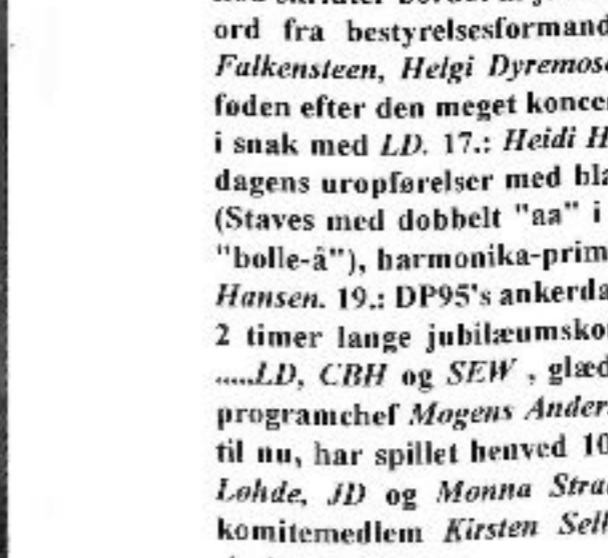 ord fra bestyrelsesformand
Falkensteen, Helgi Dyremose
føden efter den meget koncer
i snak med LD. 17.: Heidi H
dagens uropførelser med bla
(Staves med dobbelt "aa" i
"bolle-å"), harmonika-prim
Hansen. 19.: DP95's ankerda
2 timer lange jubilæumsko
.....LD, CBH og SEW , glæd
programchef Mogens Ander
til nu, har spillet henved 10
Løhde, JD og Monna Stra
komitemedlem Kirsten Sell